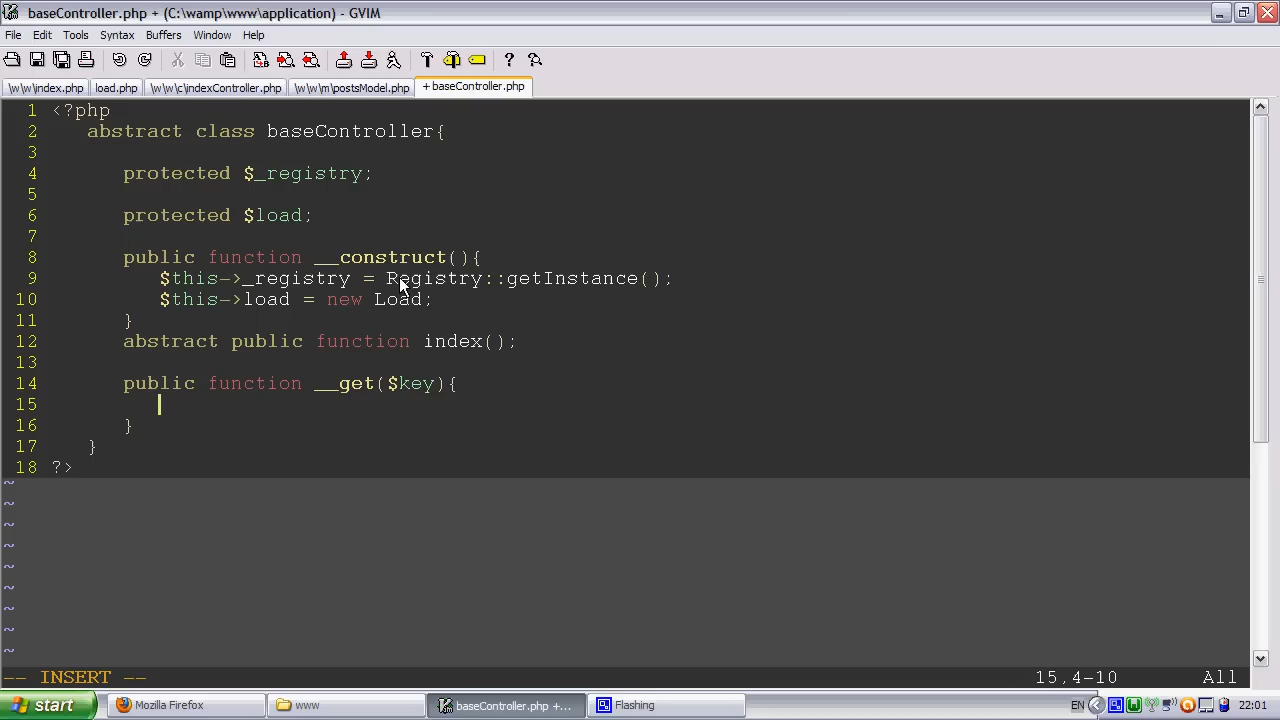 baseController.php + (C:\wamp\www\application) - GVIM
File Edit Tools Syntax Buffers Window Help
\w\w\index.php load.php \w\w\c\indexController.php \w\w\m\postsModel.php + baseController.php
1 <?php
2 abstract class baseController{
3
4 protected $_registry;
5
6 protected $load;
7
8 public function __construct(){
9 $this->_registry = Registry::getInstance();
10 $this->load = new Load;
11 }
12 abstract public function index();
13
14 public function __get($key){
15
16 }
17 }
18 ?>
~
~
~
~
~
~
~
~
~
-- INSERT -- 15,4-10 All
start Mozilla Firefox www baseController.php +... Flashing EN 22:01